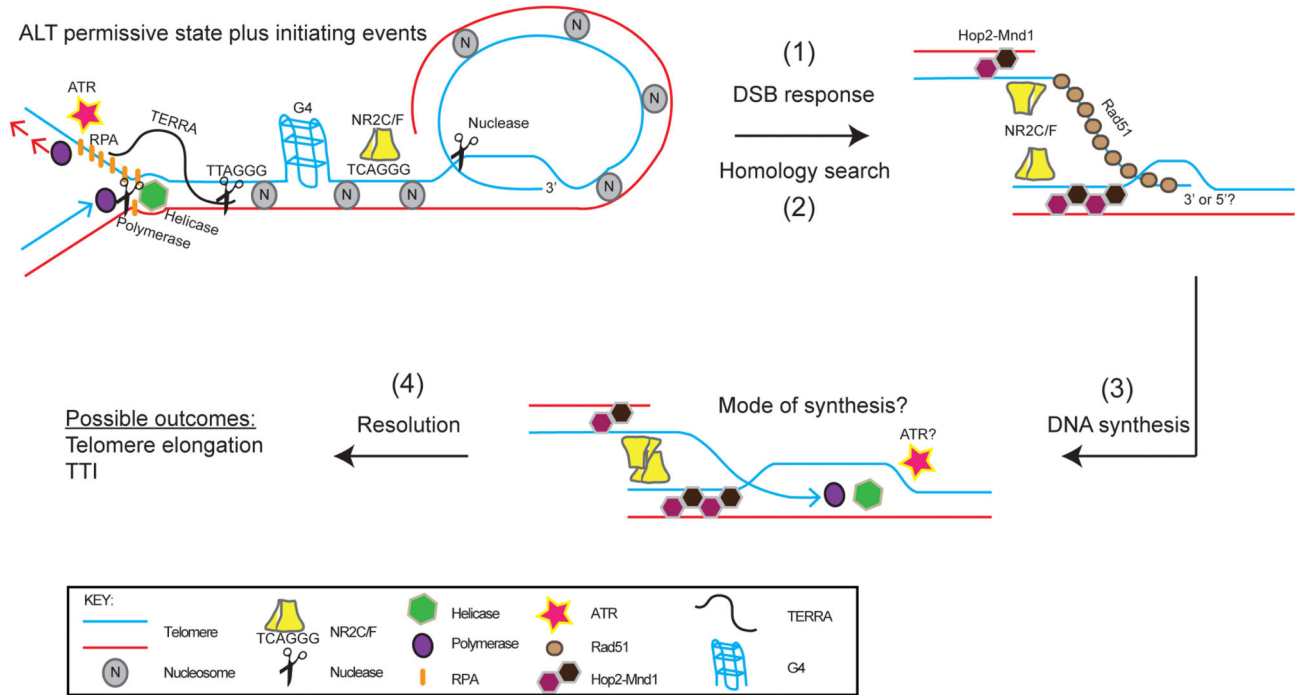 ALT permissive state plus initiating events
ATR
RPA
TERRA
TTAGGG
G4
NR2C/F
TCAGGG
Nuclease
N
N
N
N
N
N
N
3'
Helicase
Polymerase
(1)
DSB response
Homology search
(2)
Hop2-Mnd1
NR2C/F
Rad51
3' or 5'?
(3)
DNA synthesis
Mode of synthesis?
ATR?
(4)
Resolution
Possible outcomes:
Telomere elongation
TTI
KEY:
Telomere
N
Nucleosome
TCAGGG
NR2C/F
Nuclease
Helicase
Polymerase
RPA
ATR
Rad51
Hop2-Mnd1
TERRA
G4